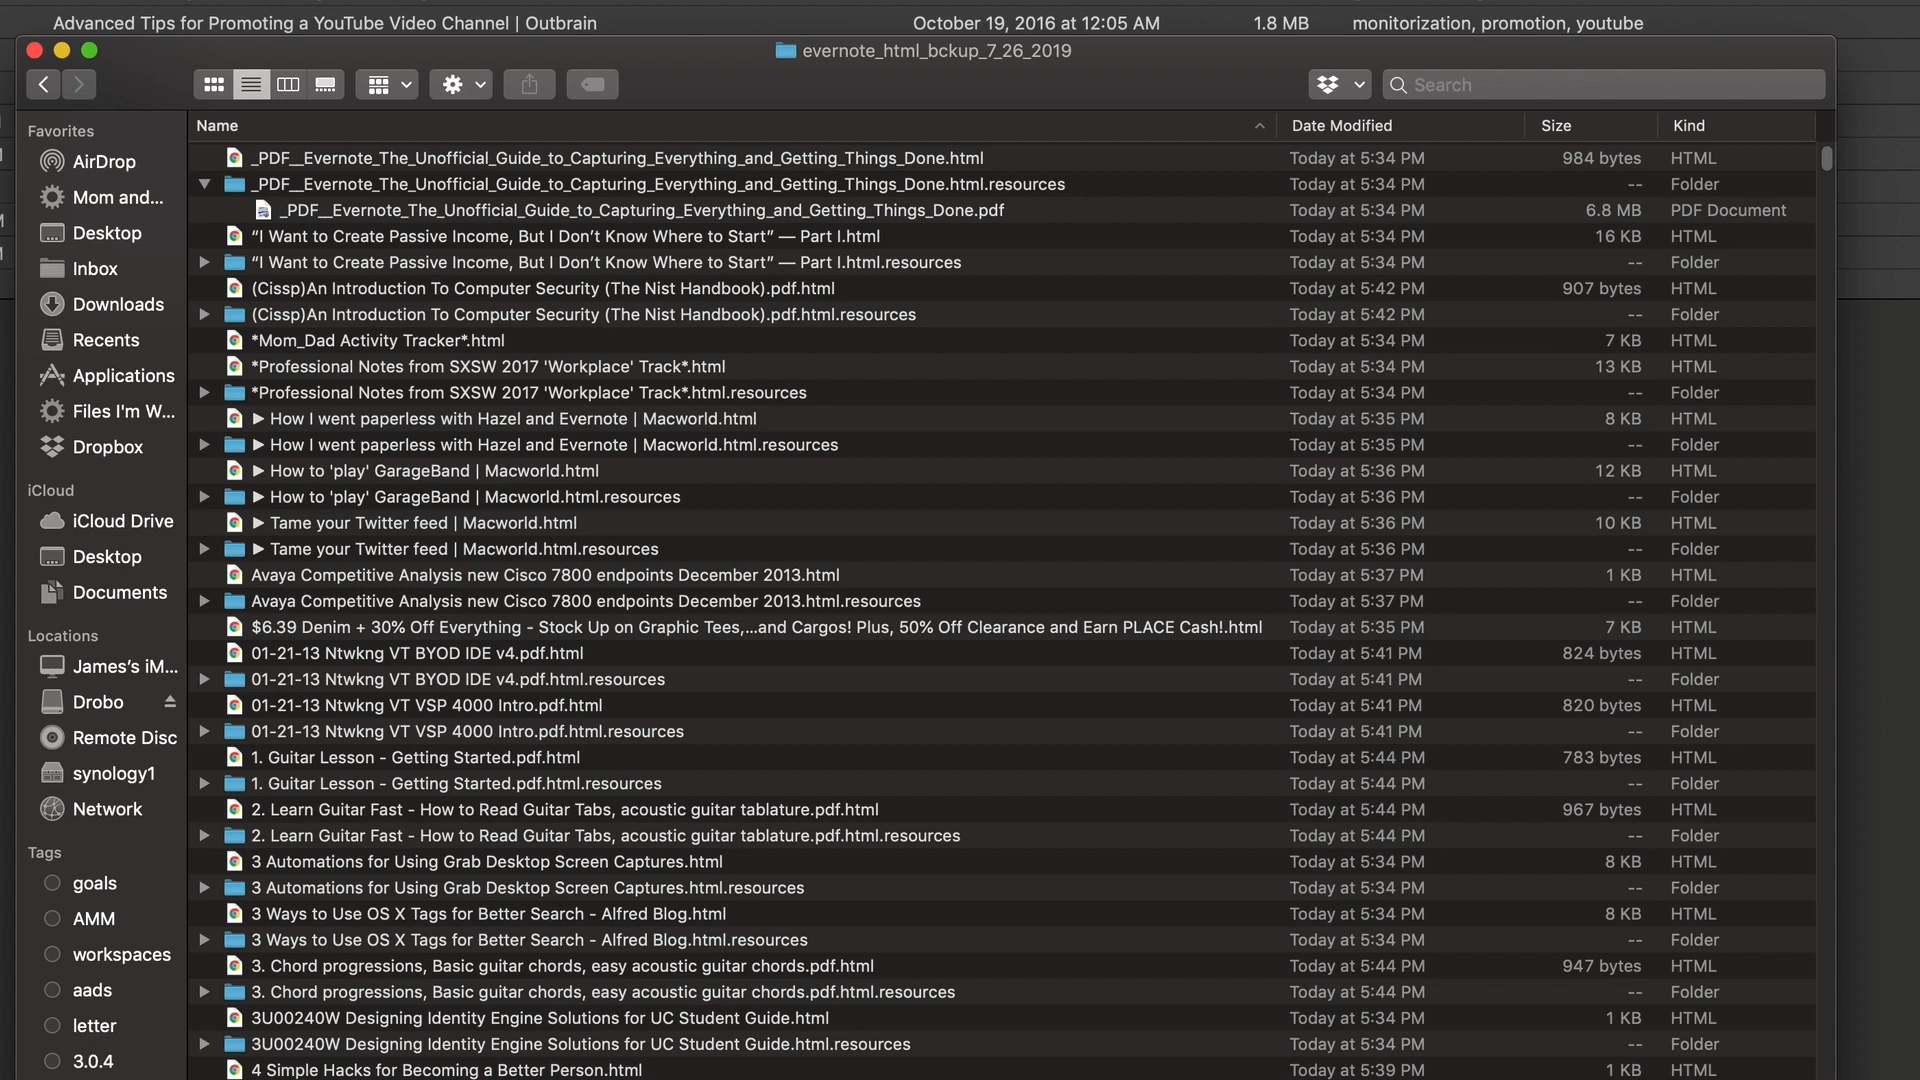 Advanced Tips for Promoting a YouTube Video Channel | Outbrain October 19, 2016 at 12:05 AM 1.8 MB monitorization, promotion, youtube
evernote_html_bckup_7_26_2019
Search
Favorites
AirDrop
Mom and...
Desktop
Inbox
Downloads
Recents
Applications
Files I'm W...
Dropbox
iCloud
iCloud Drive
Desktop
Documents
Locations
James's iM...
Drobo
Remote Disc
synology1
Network
Tags
goals
AMM
workspaces
aads
letter
3.0.4
Name Date Modified Size Kind
_PDF__Evernote_The_Unofficial_Guide_to_Capturing_Everything_and_Getting_Things_Done.html Today at 5:34 PM 984 bytes HTML
_PDF__Evernote_The_Unofficial_Guide_to_Capturing_Everything_and_Getting_Things_Done.html.resources Today at 5:34 PM -- Folder
_PDF__Evernote_The_Unofficial_Guide_to_Capturing_Everything_and_Getting_Things_Done.pdf Today at 5:34 PM 6.8 MB PDF Document
“I Want to Create Passive Income, But I Don’t Know Where to Start” — Part I.html Today at 5:34 PM 16 KB HTML
“I Want to Create Passive Income, But I Don’t Know Where to Start” — Part I.html.resources Today at 5:34 PM -- Folder
(Cissp)An Introduction To Computer Security (The Nist Handbook).pdf.html Today at 5:42 PM 907 bytes HTML
(Cissp)An Introduction To Computer Security (The Nist Handbook).pdf.html.resources Today at 5:42 PM -- Folder
*Mom_Dad Activity Tracker*.html Today at 5:34 PM 7 KB HTML
*Professional Notes from SXSW 2017 'Workplace' Track*.html Today at 5:34 PM 13 KB HTML
*Professional Notes from SXSW 2017 'Workplace' Track*.html.resources Today at 5:34 PM -- Folder
▶ How I went paperless with Hazel and Evernote | Macworld.html Today at 5:35 PM 8 KB HTML
▶ How I went paperless with Hazel and Evernote | Macworld.html.resources Today at 5:35 PM -- Folder
▶ How to 'play' GarageBand | Macworld.html Today at 5:36 PM 12 KB HTML
▶ How to 'play' GarageBand | Macworld.html.resources Today at 5:36 PM -- Folder
▶ Tame your Twitter feed | Macworld.html Today at 5:36 PM 10 KB HTML
▶ Tame your Twitter feed | Macworld.html.resources Today at 5:36 PM -- Folder
Avaya Competitive Analysis new Cisco 7800 endpoints December 2013.html Today at 5:37 PM 1 KB HTML
Avaya Competitive Analysis new Cisco 7800 endpoints December 2013.html.resources Today at 5:37 PM -- Folder
$6.39 Denim + 30% Off Everything - Stock Up on Graphic Tees,...and Cargos! Plus, 50% Off Clearance and Earn PLACE Cash!.html Today at 5:35 PM 7 KB HTML
01-21-13 Ntwkng VT BYOD IDE v4.pdf.html Today at 5:41 PM 824 bytes HTML
01-21-13 Ntwkng VT BYOD IDE v4.pdf.html.resources Today at 5:41 PM -- Folder
01-21-13 Ntwkng VT VSP 4000 Intro.pdf.html Today at 5:41 PM 820 bytes HTML
01-21-13 Ntwkng VT VSP 4000 Intro.pdf.html.resources Today at 5:41 PM -- Folder
1. Guitar Lesson - Getting Started.pdf.html Today at 5:44 PM 783 bytes HTML
1. Guitar Lesson - Getting Started.pdf.html.resources Today at 5:44 PM -- Folder
2. Learn Guitar Fast - How to Read Guitar Tabs, acoustic guitar tablature.pdf.html Today at 5:44 PM 967 bytes HTML
2. Learn Guitar Fast - How to Read Guitar Tabs, acoustic guitar tablature.pdf.html.resources Today at 5:44 PM -- Folder
3 Automations for Using Grab Desktop Screen Captures.html Today at 5:34 PM 8 KB HTML
3 Automations for Using Grab Desktop Screen Captures.html.resources Today at 5:34 PM -- Folder
3 Ways to Use OS X Tags for Better Search - Alfred Blog.html Today at 5:34 PM 8 KB HTML
3 Ways to Use OS X Tags for Better Search - Alfred Blog.html.resources Today at 5:34 PM -- Folder
3. Chord progressions, Basic guitar chords, easy acoustic guitar chords.pdf.html Today at 5:44 PM 947 bytes HTML
3. Chord progressions, Basic guitar chords, easy acoustic guitar chords.pdf.html.resources Today at 5:44 PM -- Folder
3U00240W Designing Identity Engine Solutions for UC Student Guide.html Today at 5:34 PM 1 KB HTML
3U00240W Designing Identity Engine Solutions for UC Student Guide.html.resources Today at 5:34 PM -- Folder
4 Simple Hacks for Becoming a Better Person.html Today at 5:39 PM 1 KB HTML